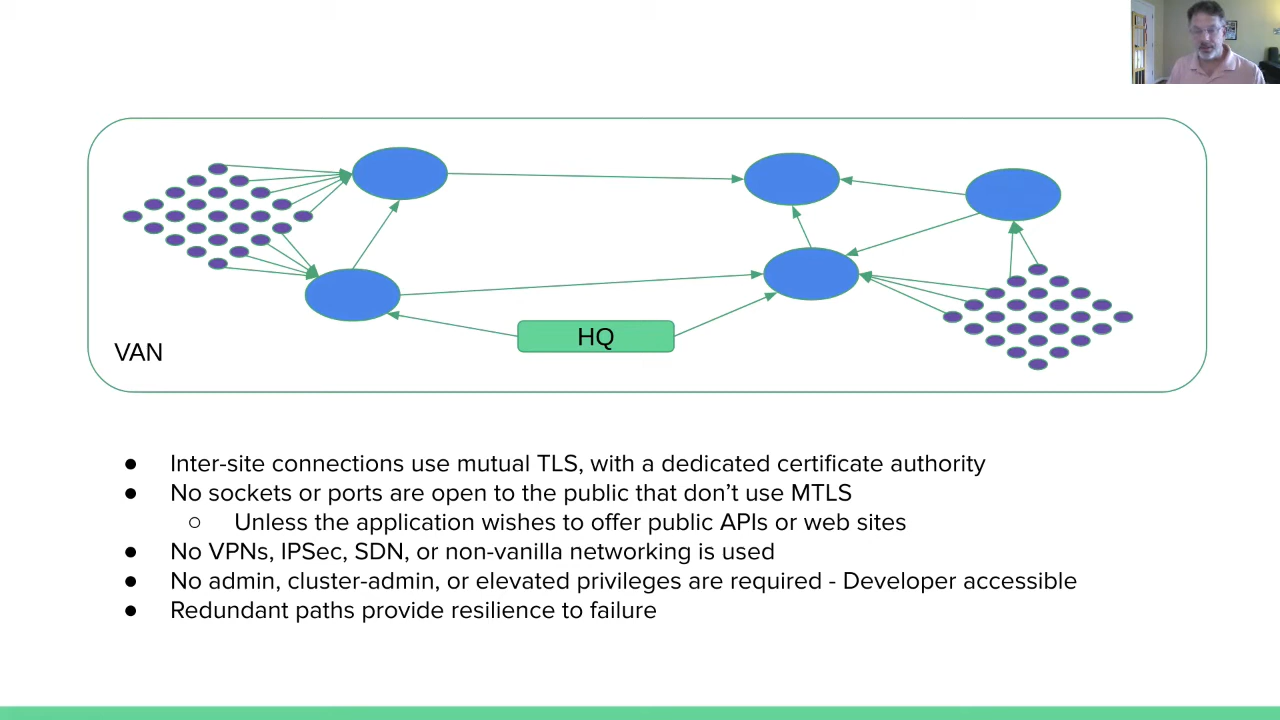 HQ
VAN
● Inter-site connections use mutual TLS, with a dedicated certificate authority
● No sockets or ports are open to the public that don’t use MTLS
○ Unless the application wishes to offer public APIs or web sites
● No VPNs, IPSec, SDN, or non-vanilla networking is used
● No admin, cluster-admin, or elevated privileges are required - Developer accessible
● Redundant paths provide resilience to failure